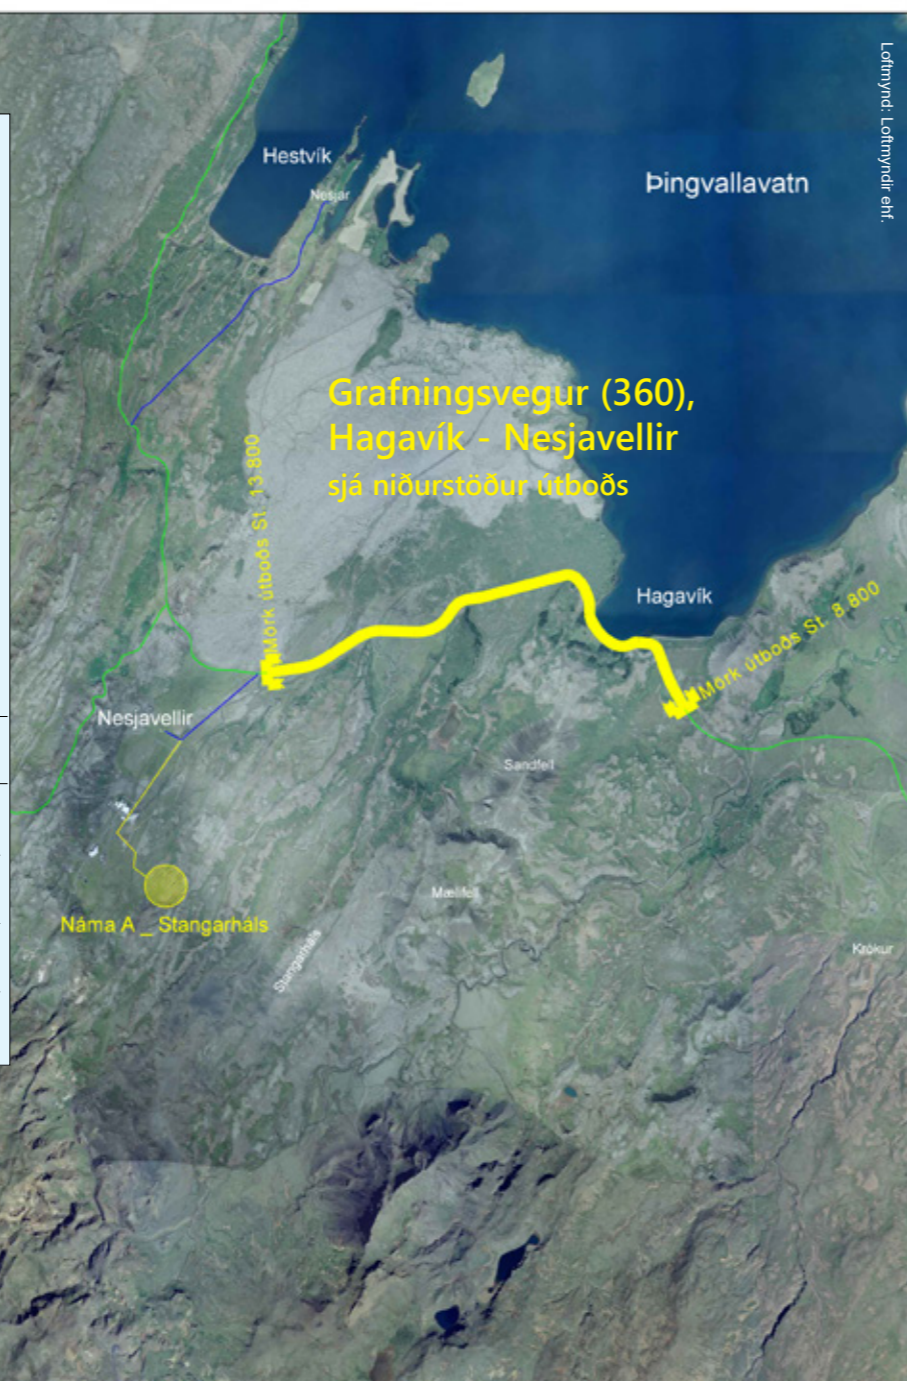 Loftmynd: Loftmyndir ehf.
Hestvík
Nesjar
Þingvallavatn
Grafningsvegur (360),
Hagavík - Nesjavellir
sjá niðurstöður útboðs
Mörk útboðs St. 13 800
Hagavík
Mörk útboðs St. 8 800
Nesjavellir
Sandfell
Mælifell
Náma A _ Stangarháls
Stangarháls
Krókur